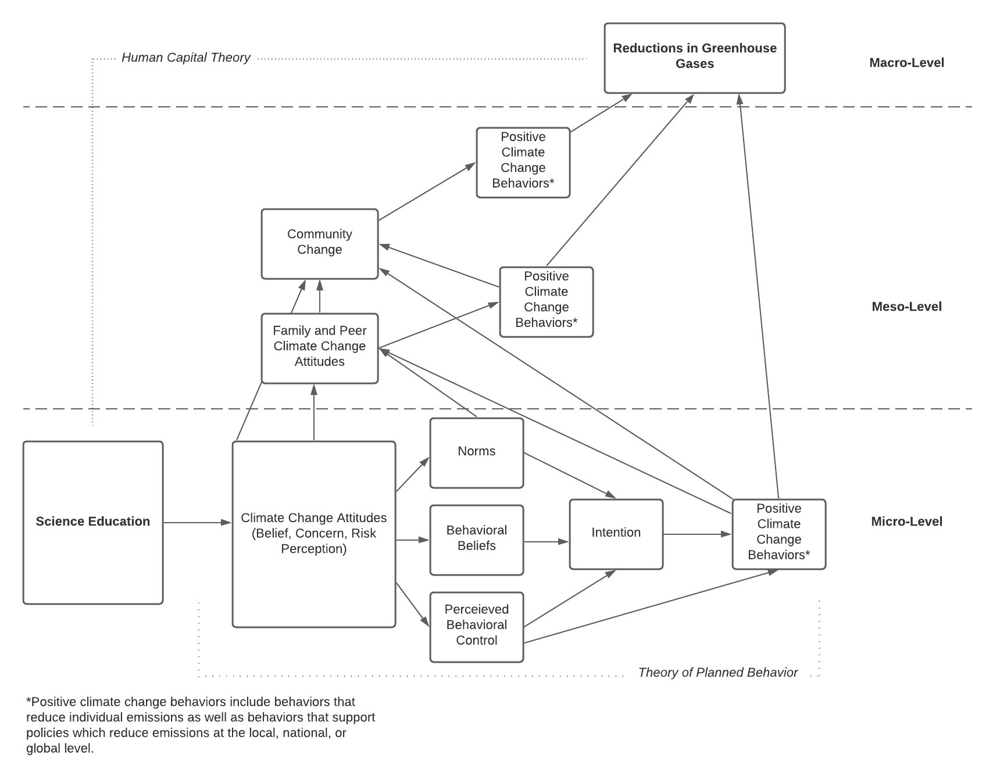 Reductions in Greenhouse
Gases
Macro-Level
Human Capital Theory
Positive
Climate
Change
Behaviors*
Community
Change
Positive
Climate
Change
Behaviors*
Meso-Level
Family and Peer
Climate Change
Attitudes
Norms
Science Education
Climate Change Attitudes
(Belief, Concern, Risk
Perception)
Behavioral
Beliefs
Intention
Positive
Climate
Change
Behaviors*
Micro-Level
Perceieved
Behavioral
Control
Theory of Planned Behavior
*Positive climate change behaviors include behaviors that
reduce individual emissions as well as behaviors that support
policies which reduce emissions at the local, national, or
global level.